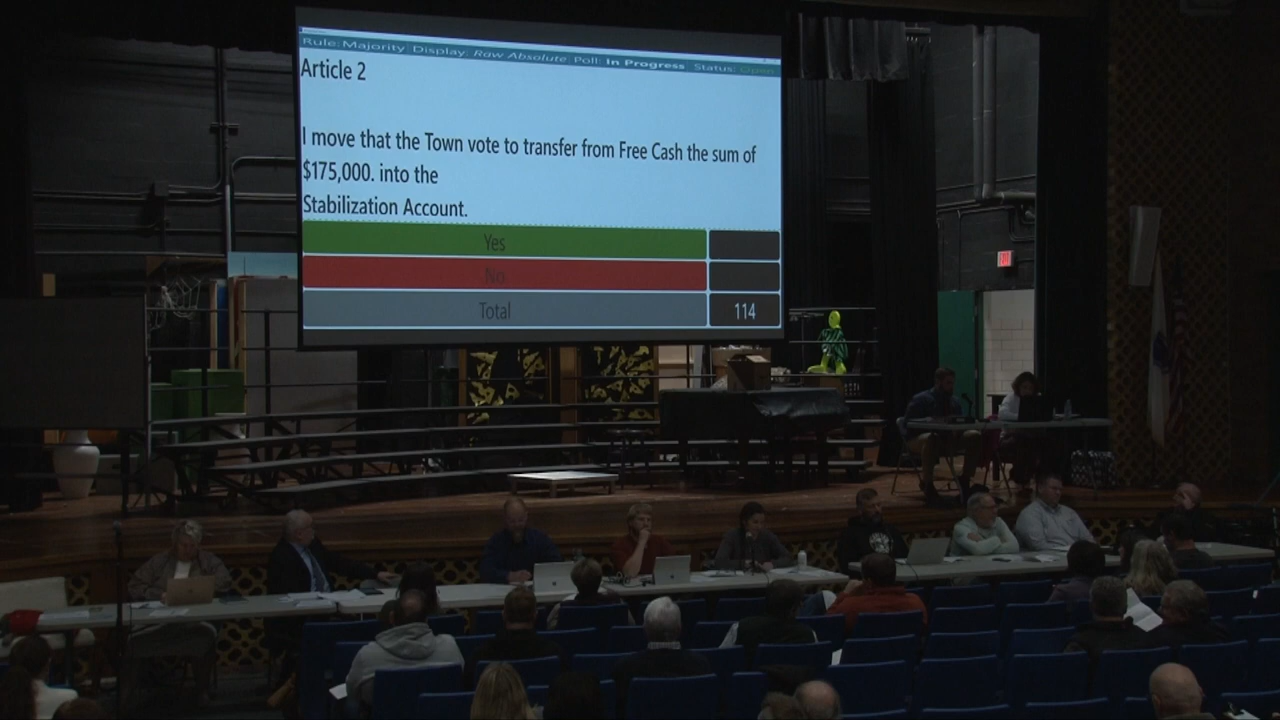 Rule: Majority Display: Raw Absolute Poll: In Progress Status: Open
Article 2
I move that the Town vote to transfer from Free Cash the sum of
$175,000. into the
Stabilization Account.
Yes
No
Total 114